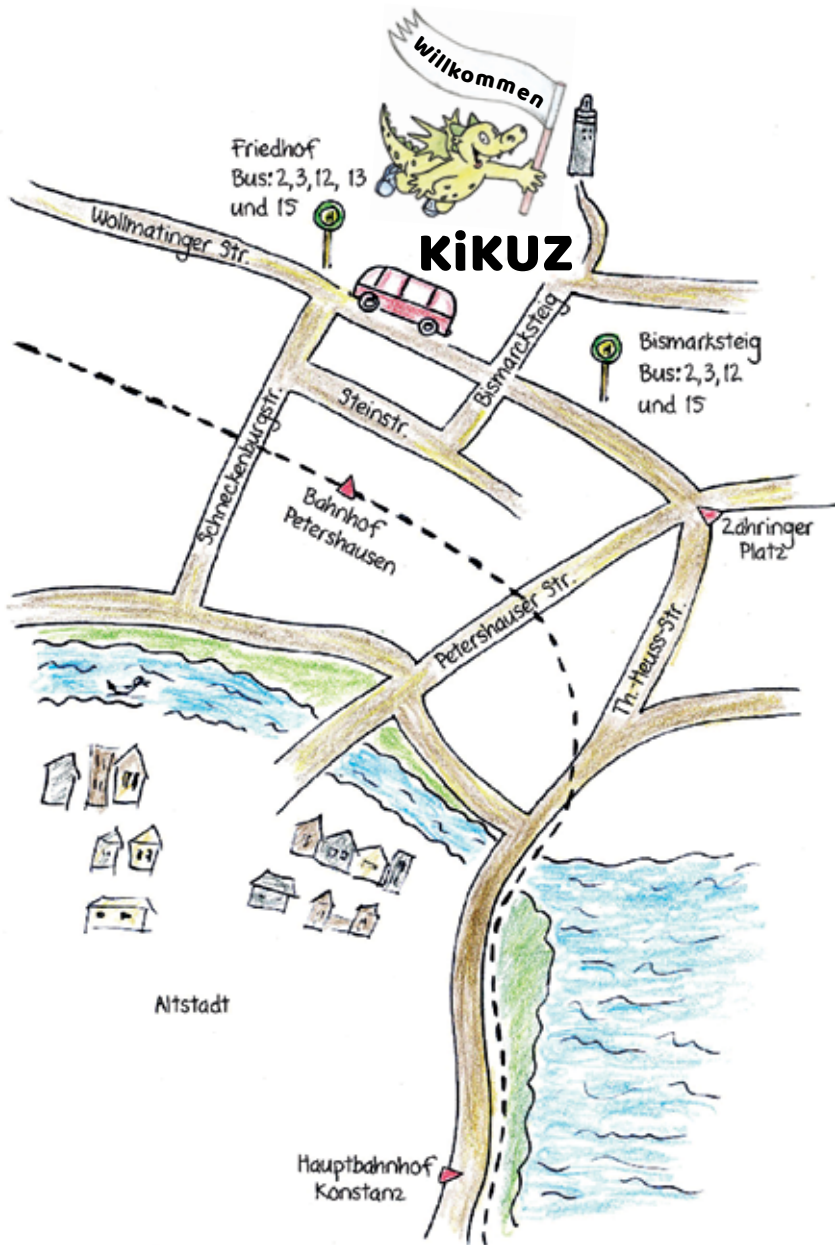 Willkommen
Friedhof
Bus: 2, 3, 12, 13
und 15
KiKUZ
Wollmatinger Str.
Bismarcksteig
Bismarksteig
Bus: 2, 3, 12
und 15
Steinstr.
Schneckenburgstr.
Bahnhof
Petershausen
Zähringer
Platz
Petershauser Str.
Th.-Heuss-Str.
Altstadt
Hauptbahnhof
Konstanz